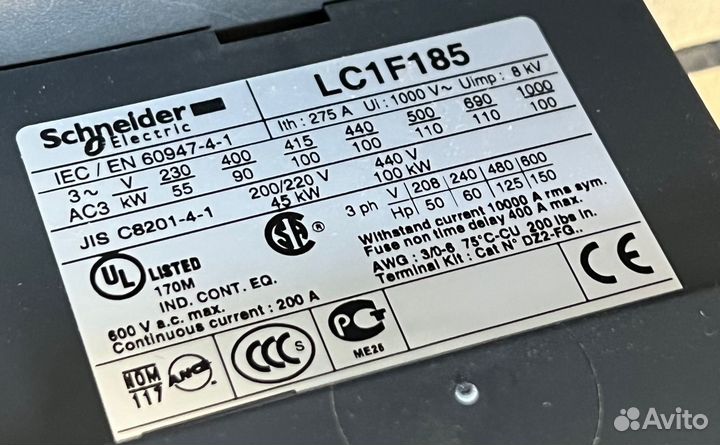 LC1F185
Schneider Electric
Ith : 275 A Ui : 1000 V~ Uimp : 8 kV
IEC / EN 60947-4-1
3~ V 230 400 415 440 500 690 1000
AC3 kW 55 90 100 100 110 110 100
JIS C8201-4-1 200/220 V 440 V
45 kW 100 kW
3 ph V 208 240 480 600
Hp 50 60 125 150
UL LISTED
170M
IND. CONT. EQ.
SA
Withstand current 10000 A rms sym.
Fuse non time delay 400 A max.
AWG : 3/0-6 75°C-CU 200 lbs in.
Terminal Kit : Cat N° DZ2-FG..
600 V a.c. max.
Continuous current : 200 A
NOM
117
ANCE
CCC S
РСТ
ME25
CE
Avito